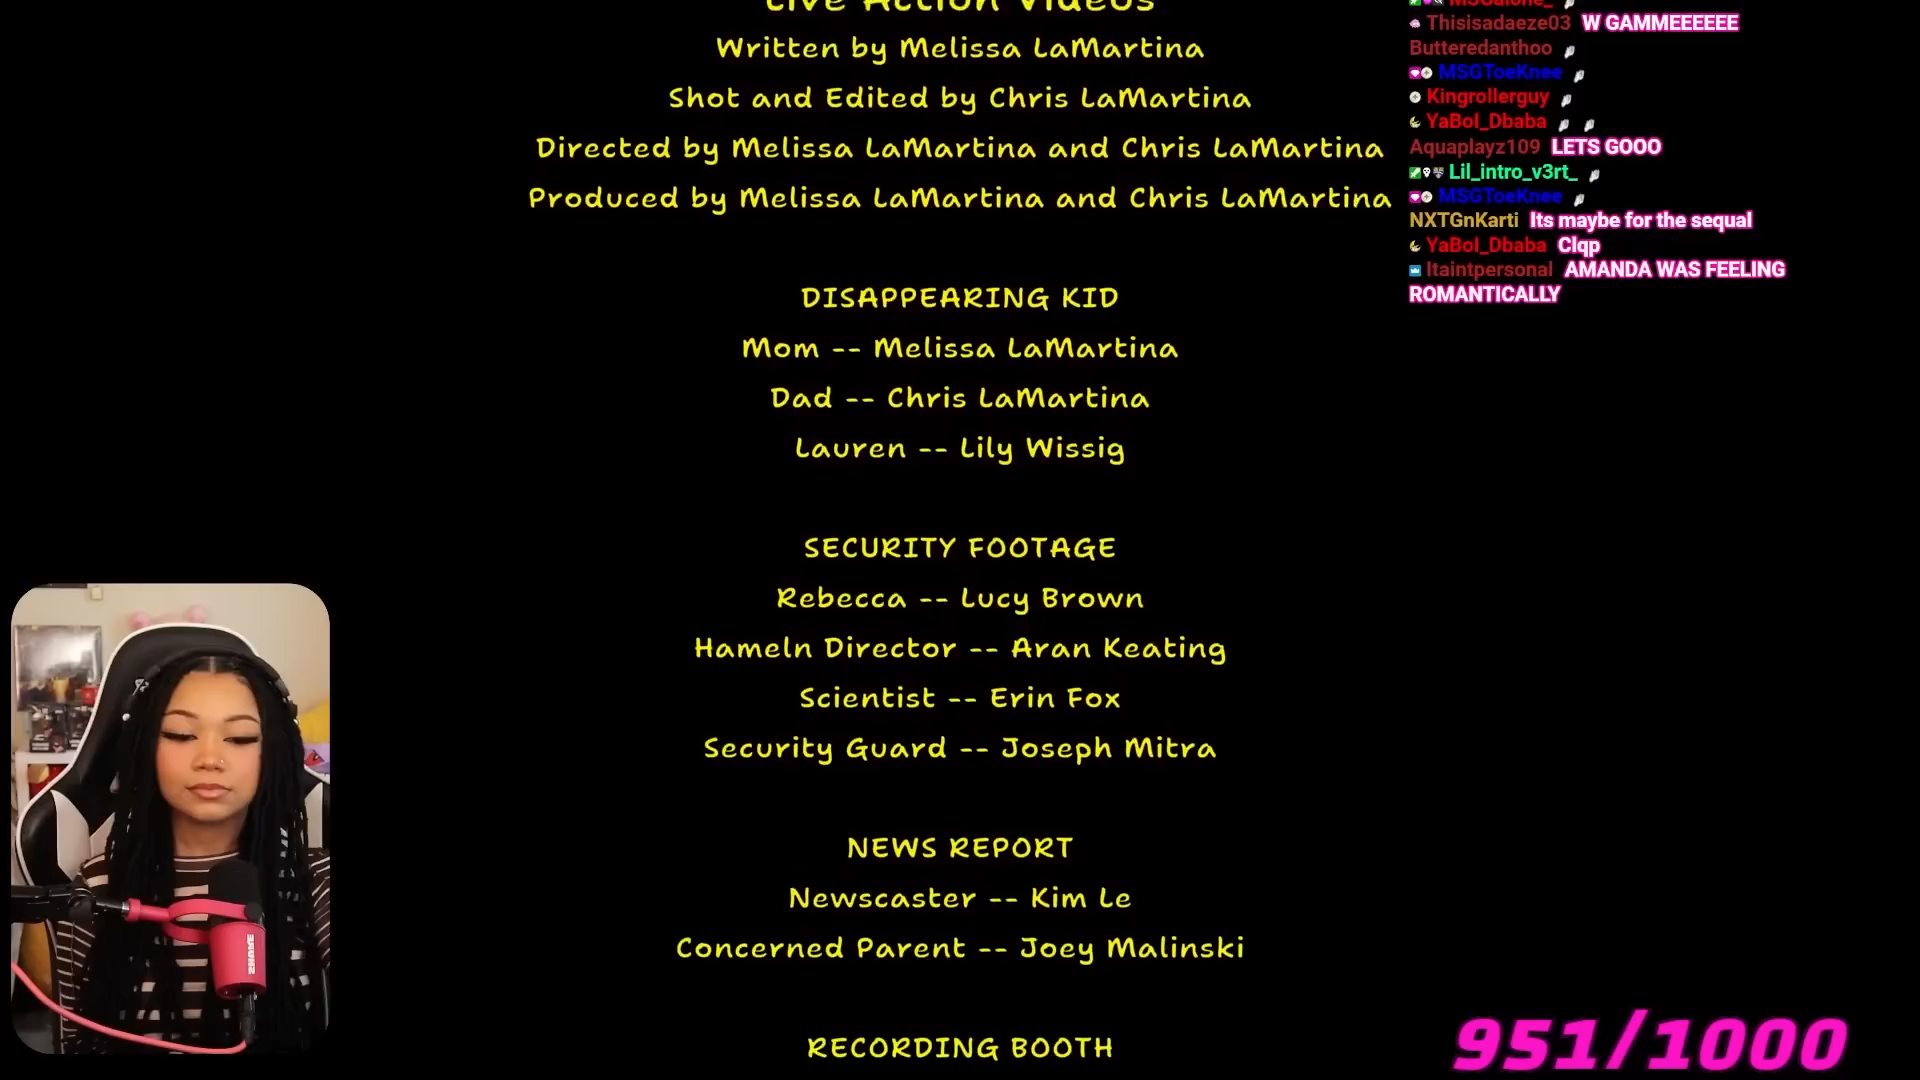 Live Action Videos
Written by Melissa LaMartina
Shot and Edited by Chris LaMartina
Directed by Melissa LaMartina and Chris LaMartina
Produced by Melissa LaMartina and Chris LaMartina
DISAPPEARING KID
Mom -- Melissa LaMartina
Dad -- Chris LaMartina
Lauren -- Lily Wissig
SECURITY FOOTAGE
Rebecca -- Lucy Brown
Hameln Director -- Aran Keating
Scientist -- Erin Fox
Security Guard -- Joseph Mitra
NEWS REPORT
Newscaster -- Kim Le
Concerned Parent -- Joey Malinski
RECORDING BOOTH
Thisisadaeze03 W GAMMEEEEEE
Butteredanthoo
MSGToeKnee
Kingrollerguy
YaBoI_Dbaba
Aquaplayz109 LETS GOOO
Lil_intro_v3rt_
MSGToeKnee
NXTGnKarti Its maybe for the sequal
YaBoI_Dbaba Clqp
Itaintpersonal AMANDA WAS FEELING
ROMANTICALLY
SHURE
951/1000